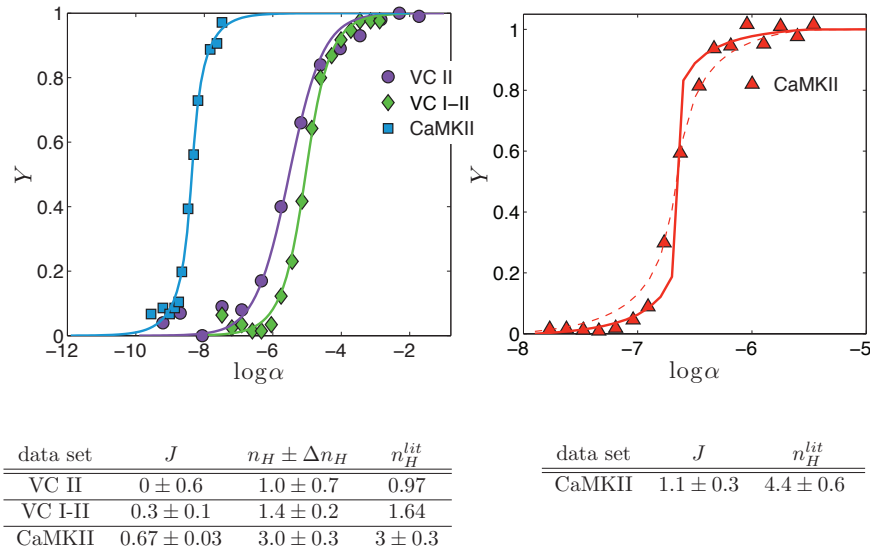 1
0.8
0.6
0.4
0.2
0
Y
−12 −10 −8 −6 −4 −2
log α
VC II
VC I−II
CaMKII
1
0.8
0.6
0.4
0.2
0
Y
−8 −7 −6 −5
log α
CaMKII
data set J n_H ± Δn_H n_H^{lit}
VC II 0 ± 0.6 1.0 ± 0.7 0.97
VC I-II 0.3 ± 0.1 1.4 ± 0.2 1.64
CaMKII 0.67 ± 0.03 3.0 ± 0.3 3 ± 0.3
data set J n_H^{lit}
CaMKII 1.1 ± 0.3 4.4 ± 0.6